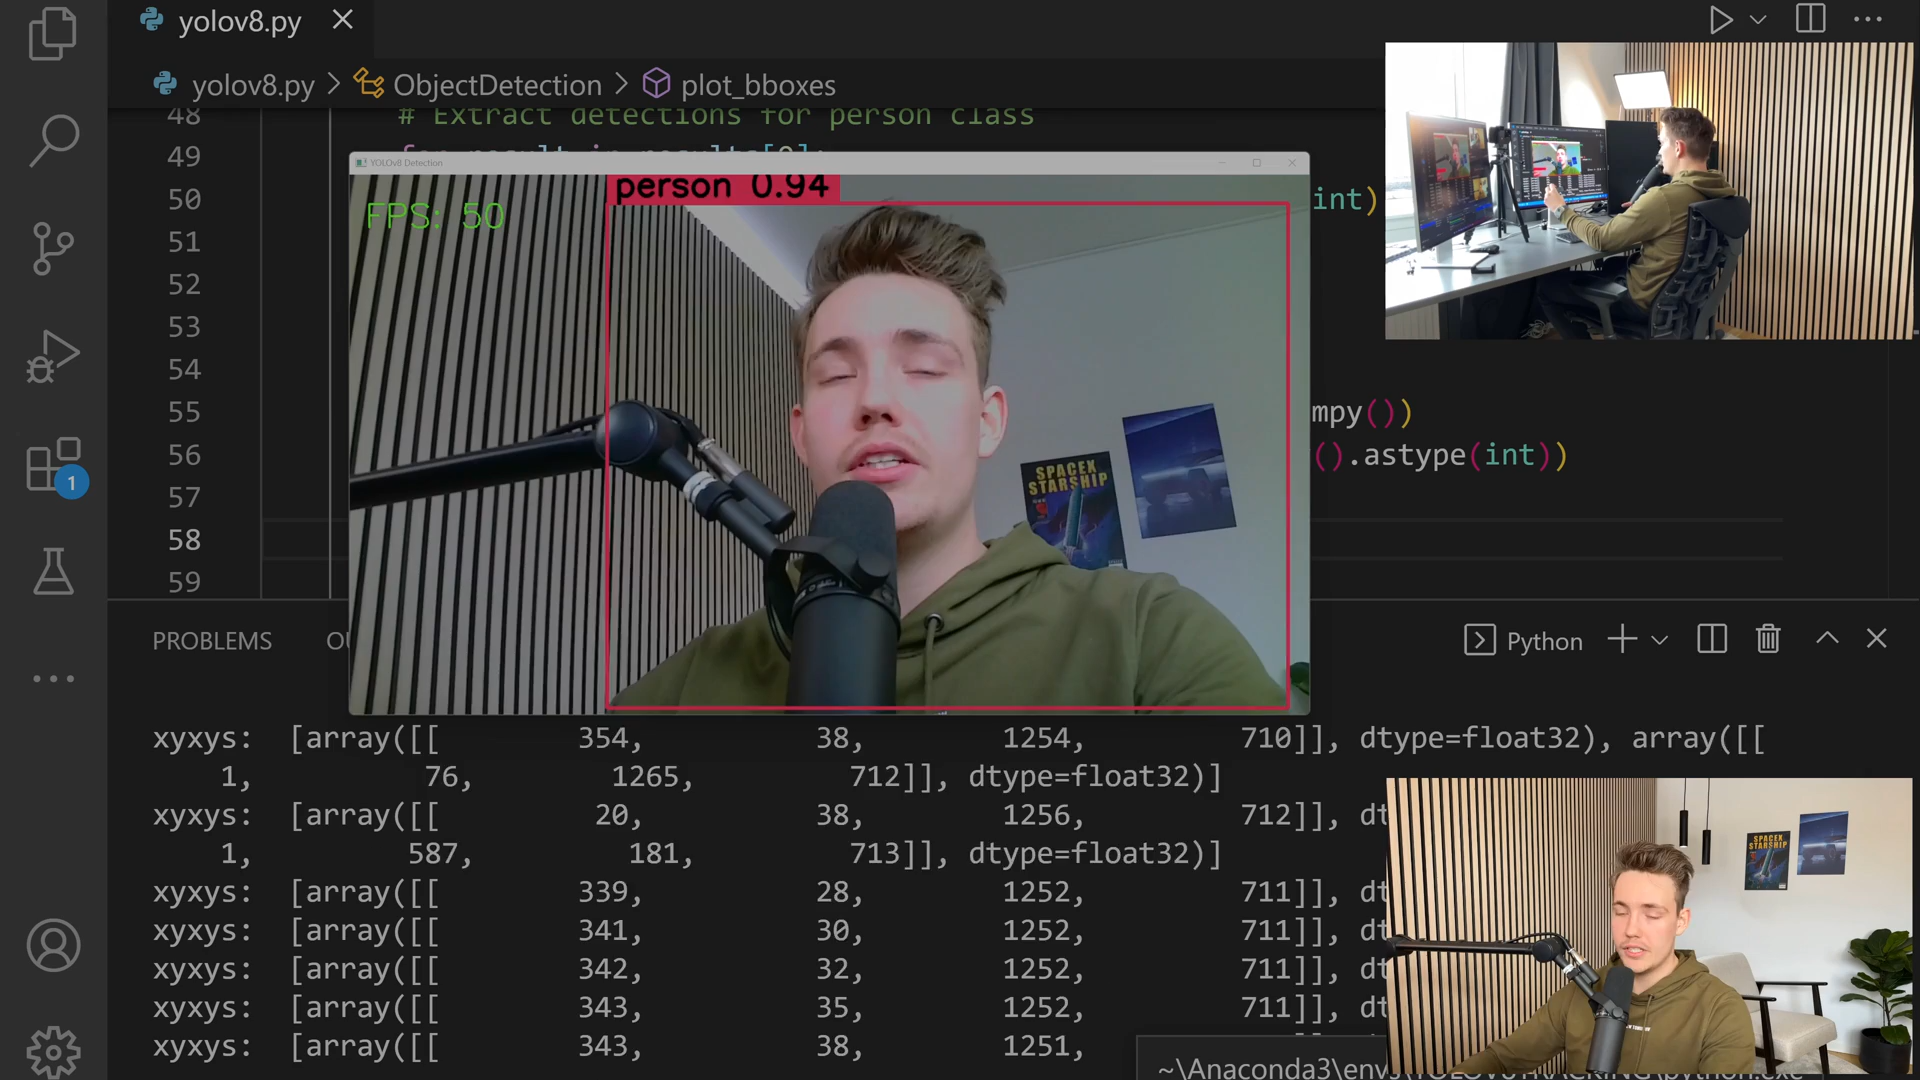 yolov8.py
yolov8.py > ObjectDetection > plot_bboxes
48 # Extract detections for person class
49
50 int)
51
52
53
54
55 mpy())
56 ().astype(int))
57
58
59
YOLOv8 Detection
person 0.94
FPS: 50
SPACEX
STARSHIP
1
PROBLEMS OU
Python
xyxys: [array([[ 354, 38, 1254, 710]], dtype=float32), array([[
1, 76, 1265, 712]], dtype=float32)]
xyxys: [array([[ 20, 38, 1256, 712]], dt
1, 587, 181, 713]], dtype=float32)]
xyxys: [array([[ 339, 28, 1252, 711]], dt
xyxys: [array([[ 341, 30, 1252, 711]], dt
xyxys: [array([[ 342, 32, 1252, 711]], dt
xyxys: [array([[ 343, 35, 1252, 711]], dt
xyxys: [array([[ 343, 38, 1251,
SPACEX
STARSHIP
~\Anaconda3\env